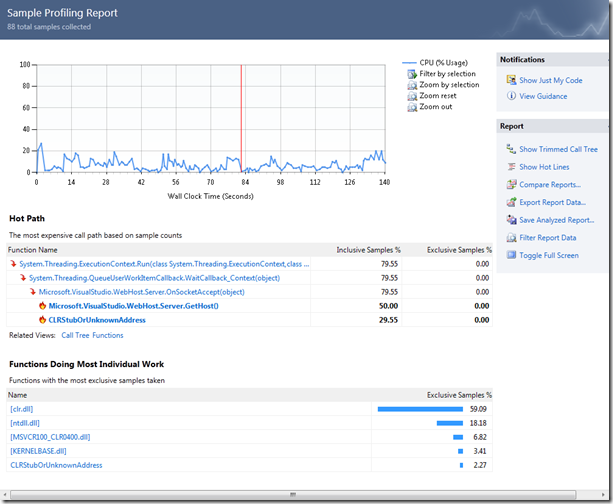 Sample Profiling Report
88 total samples collected
100
80
60
40
20
0
0 14 28 42 56 70 84 98 112 126 140
Wall Clock Time (Seconds)
CPU (% Usage)
Filter by selection
Zoom by selection
Zoom reset
Zoom out
Notifications
Show Just My Code
View Guidance
Report
Show Trimmed Call Tree
Show Hot Lines
Compare Reports...
Export Report Data...
Save Analyzed Report...
Filter Report Data
Toggle Full Screen
Hot Path
The most expensive call path based on sample counts
Function Name Inclusive Samples % Exclusive Samples %
System.Threading.ExecutionContext.Run(class System.Threading.ExecutionContext,class ... 79.55 0.00
System.Threading.QueueUserWorkItemCallback.WaitCallback_Context(object) 79.55 0.00
Microsoft.VisualStudio.WebHost.Server.OnSocketAccept(object) 79.55 0.00
Microsoft.VisualStudio.WebHost.Server.GetHost() 50.00 0.00
CLRStubOrUnknownAddress 29.55 0.00
Related Views: Call Tree Functions
Functions Doing Most Individual Work
Functions with the most exclusive samples taken
Name Exclusive Samples %
[clr.dll] 59.09
[ntdll.dll] 18.18
[MSVCR100_CLR0400.dll] 6.82
[KERNELBASE.dll] 3.41
CLRStubOrUnknownAddress 2.27